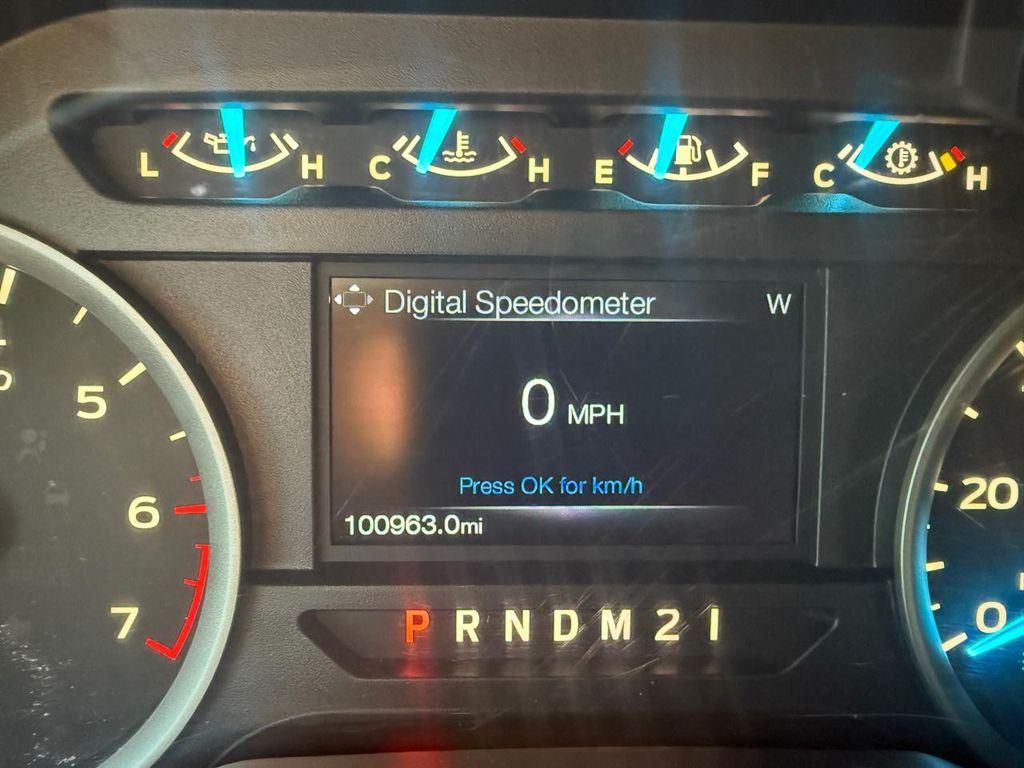 L H C H E F C H
Digital Speedometer W
5
0 MPH
6
Press OK for km/h
20
100963.0mi
7
P R N D M 2 1
0